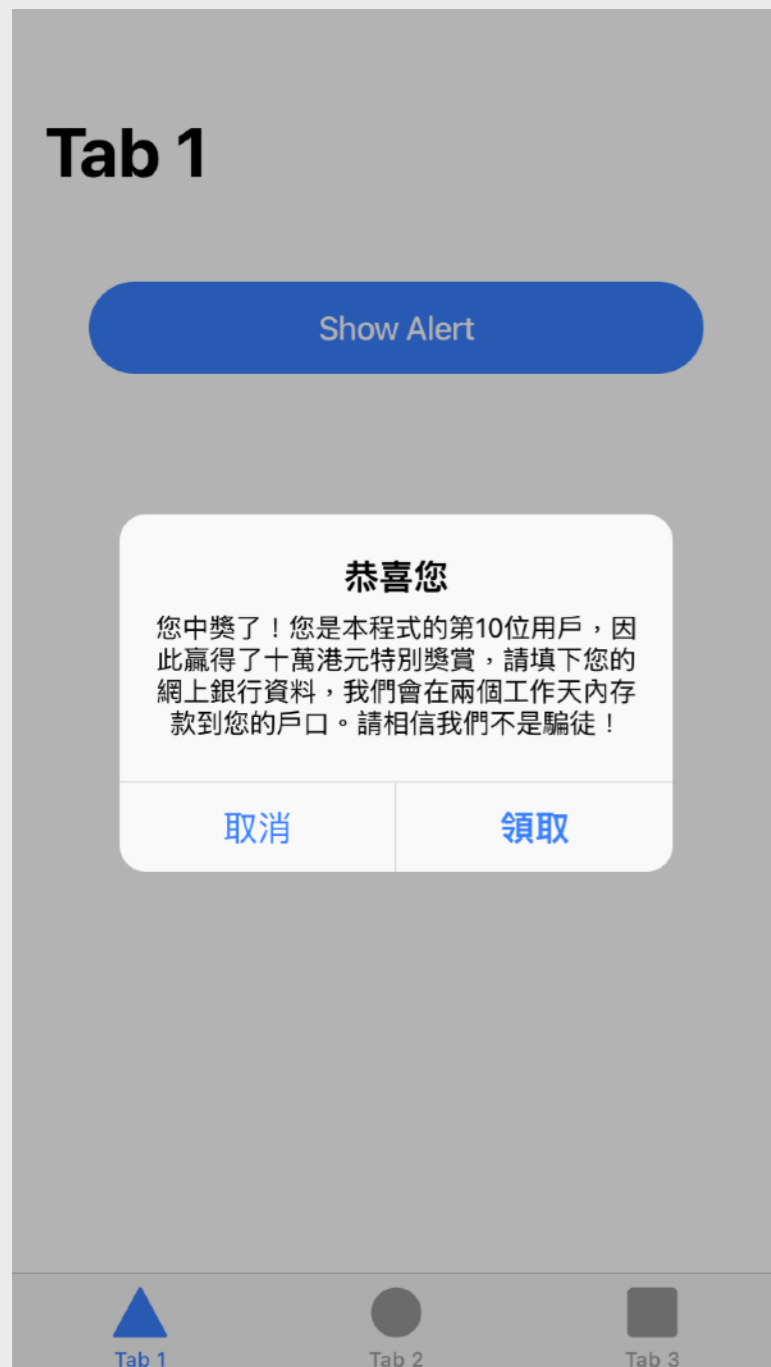 Tab 1
Show Alert
恭喜您
您中獎了！您是本程式的第10位用戶，因
此贏得了十萬港元特別獎賞，請填下您的
網上銀行資料，我們會在兩個工作天內存
款到您的戶口。請相信我們不是騙徒！
取消 領取
Tab 1 Tab 2 Tab 3